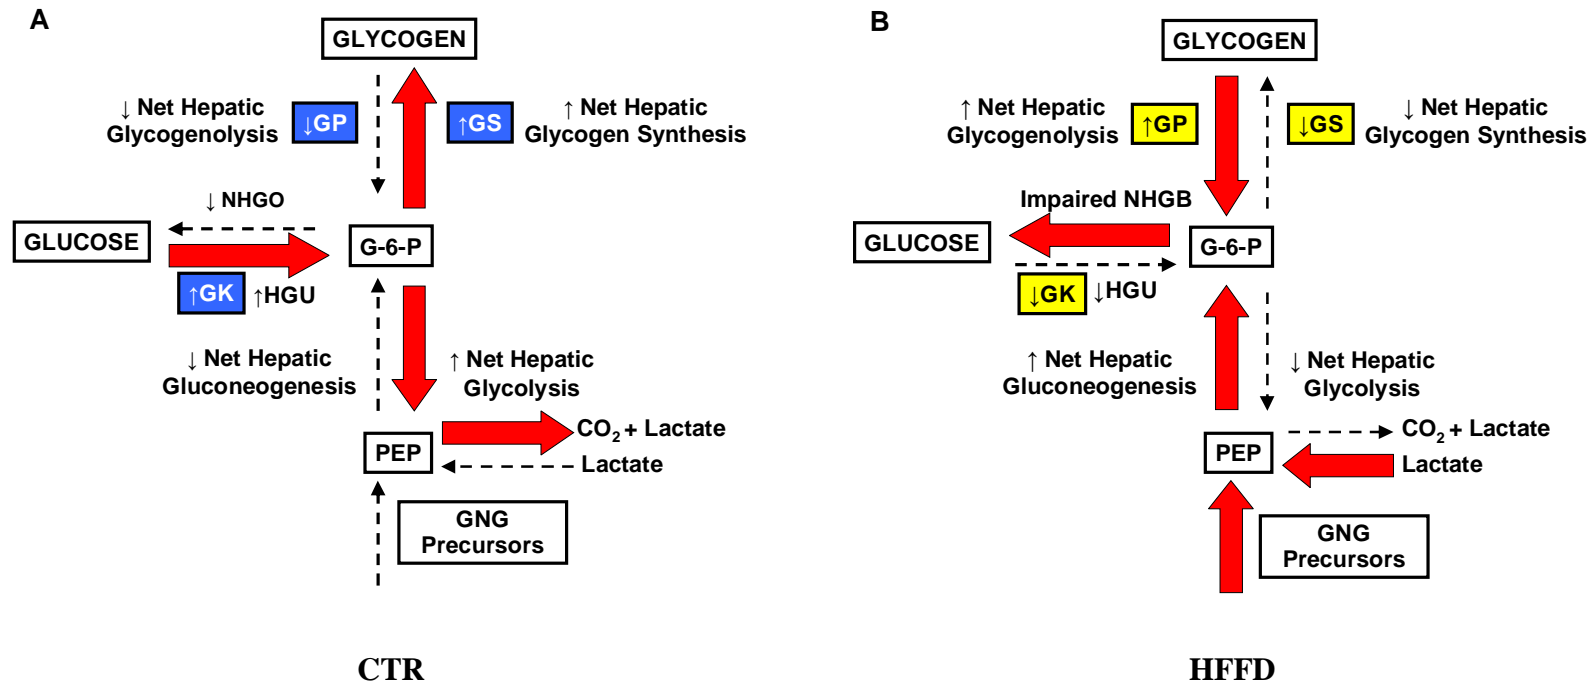 A
GLYCOGEN
↓ Net Hepatic
Glycogenolysis
↓GP
↑GS
↑ Net Hepatic
Glycogen Synthesis
↓ NHGO
GLUCOSE
G-6-P
↑GK
↑HGU
↓ Net Hepatic
Gluconeogenesis
↑ Net Hepatic
Glycolysis
CO₂ + Lactate
PEP
Lactate
GNG
Precursors
CTR
B
GLYCOGEN
↑ Net Hepatic
Glycogenolysis
↑GP
↓GS
↓ Net Hepatic
Glycogen Synthesis
Impaired NHGB
GLUCOSE
G-6-P
↓GK
↓HGU
↑ Net Hepatic
Gluconeogenesis
↓ Net Hepatic
Glycolysis
CO₂ + Lactate
PEP
Lactate
GNG
Precursors
HFFD